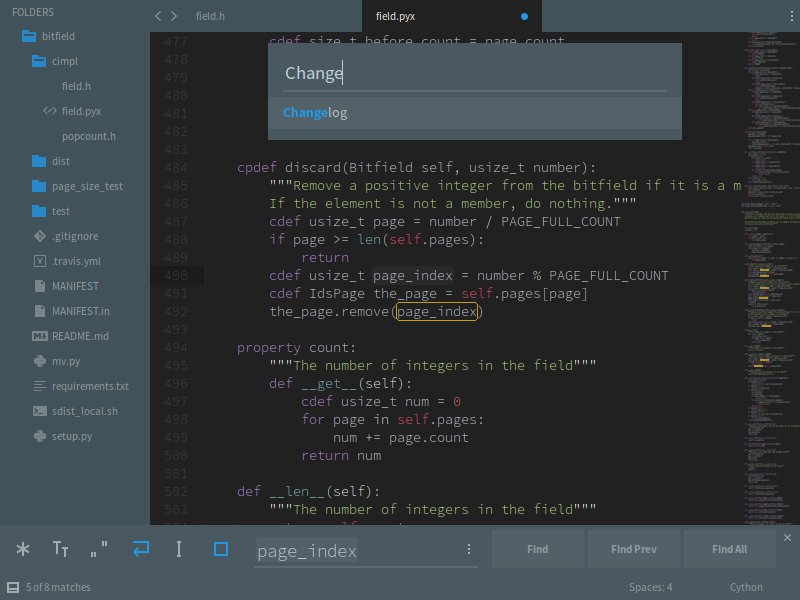 FOLDERS
bitfield
cimpl
field.h
field.pyx
popcount.h
dist
page_size_test
test
.gitignore
.travis.yml
MANIFEST
MANIFEST.in
README.md
mv.py
requirements.txt
sdist_local.sh
setup.py
field.h
field.pyx
477 cdef size_t before_count = page.count
Change
Changelog
478
479
480
481
482
483
484 cpdef discard(Bitfield self, usize_t number):
485 """Remove a positive integer from the bitfield if it is a m
486 If the element is not a member, do nothing."""
487 cdef usize_t page = number / PAGE_FULL_COUNT
488 if page >= len(self.pages):
489 return
490 cdef usize_t page_index = number % PAGE_FULL_COUNT
491 cdef IdsPage the_page = self.pages[page]
492 the_page.remove(page_index)
493
494 property count:
495 """The number of integers in the field"""
496 def __get__(self):
497 cdef usize_t num = 0
498 for page in self.pages:
499 num += page.count
500 return num
501
502 def __len__(self):
503 """The number of integers in the field"""
page_index
Find
Find Prev
Find All
5 of 8 matches
Spaces: 4
Cython